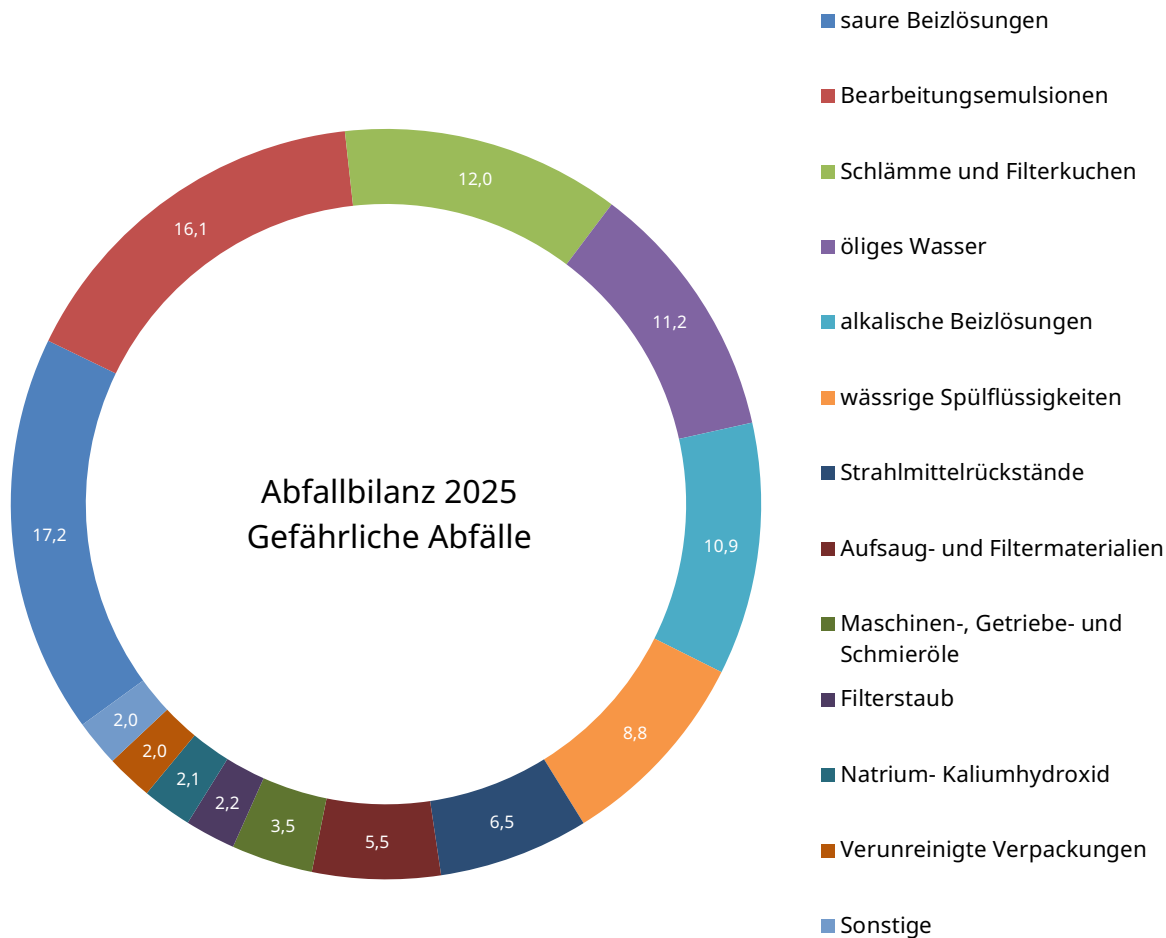 saure Beizlösungen
Bearbeitungsemulsionen
Schlämme und Filterkuchen
öliges Wasser
alkalische Beizlösungen
wässrige Spülflüssigkeiten
Strahlmittelrückstände
Aufsaug- und Filtermaterialien
Maschinen-, Getriebe- und
Schmieröle
Filterstaub
Natrium- Kaliumhydroxid
Verunreinigte Verpackungen
Sonstige
12,0
16,1
11,2
Abfallbilanz 2025
Gefährliche Abfälle
17,2
10,9
2,0
8,8
2,0
2,1
2,2
3,5
5,5
6,5